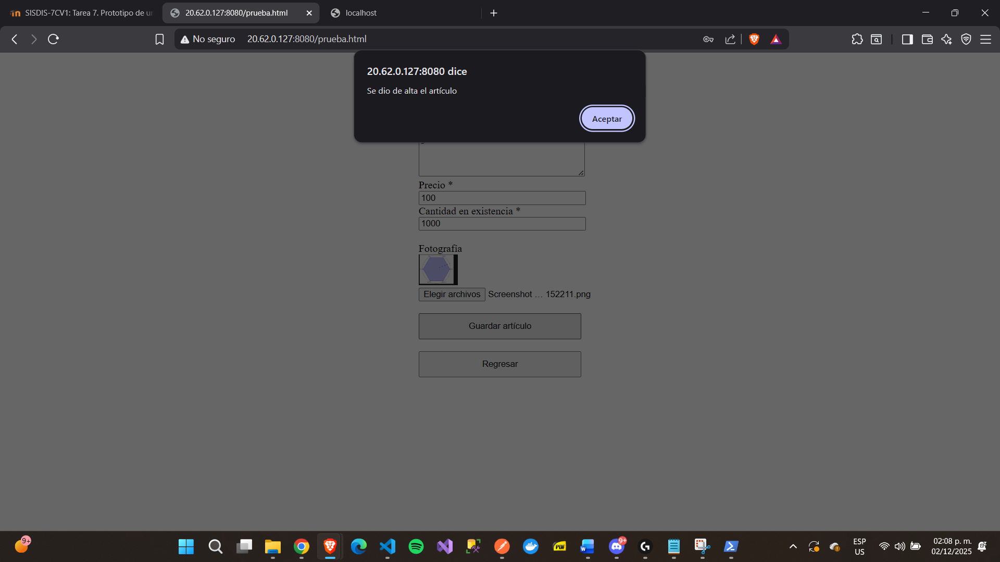 SISDIS-7CV1: Tarea 7. Prototipo de un
20.62.0.127:8080/prueba.html
localhost
No seguro
20.62.0.127:8080/prueba.html
20.62.0.127:8080 dice
Se dio de alta el artículo
Aceptar
Precio *
100
Cantidad en existencia *
1000
Fotografía
Elegir archivos Screenshot … 152211.png
Guardar artículo
Regresar
9+
PDF
9+
ESP
US
02:08 p. m.
02/12/2025